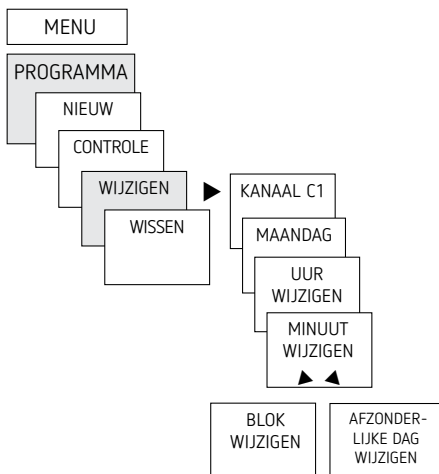 MENU
PROGRAMMA
NIEUW
CONTROLE
WIJZIGEN
WISSEN
KANAAL C1
MAANDAG
UUR
WIJZIGEN
MINUUT
WIJZIGEN
BLOK
WIJZIGEN
AFZONDER-
LIJKE DAG
WIJZIGEN